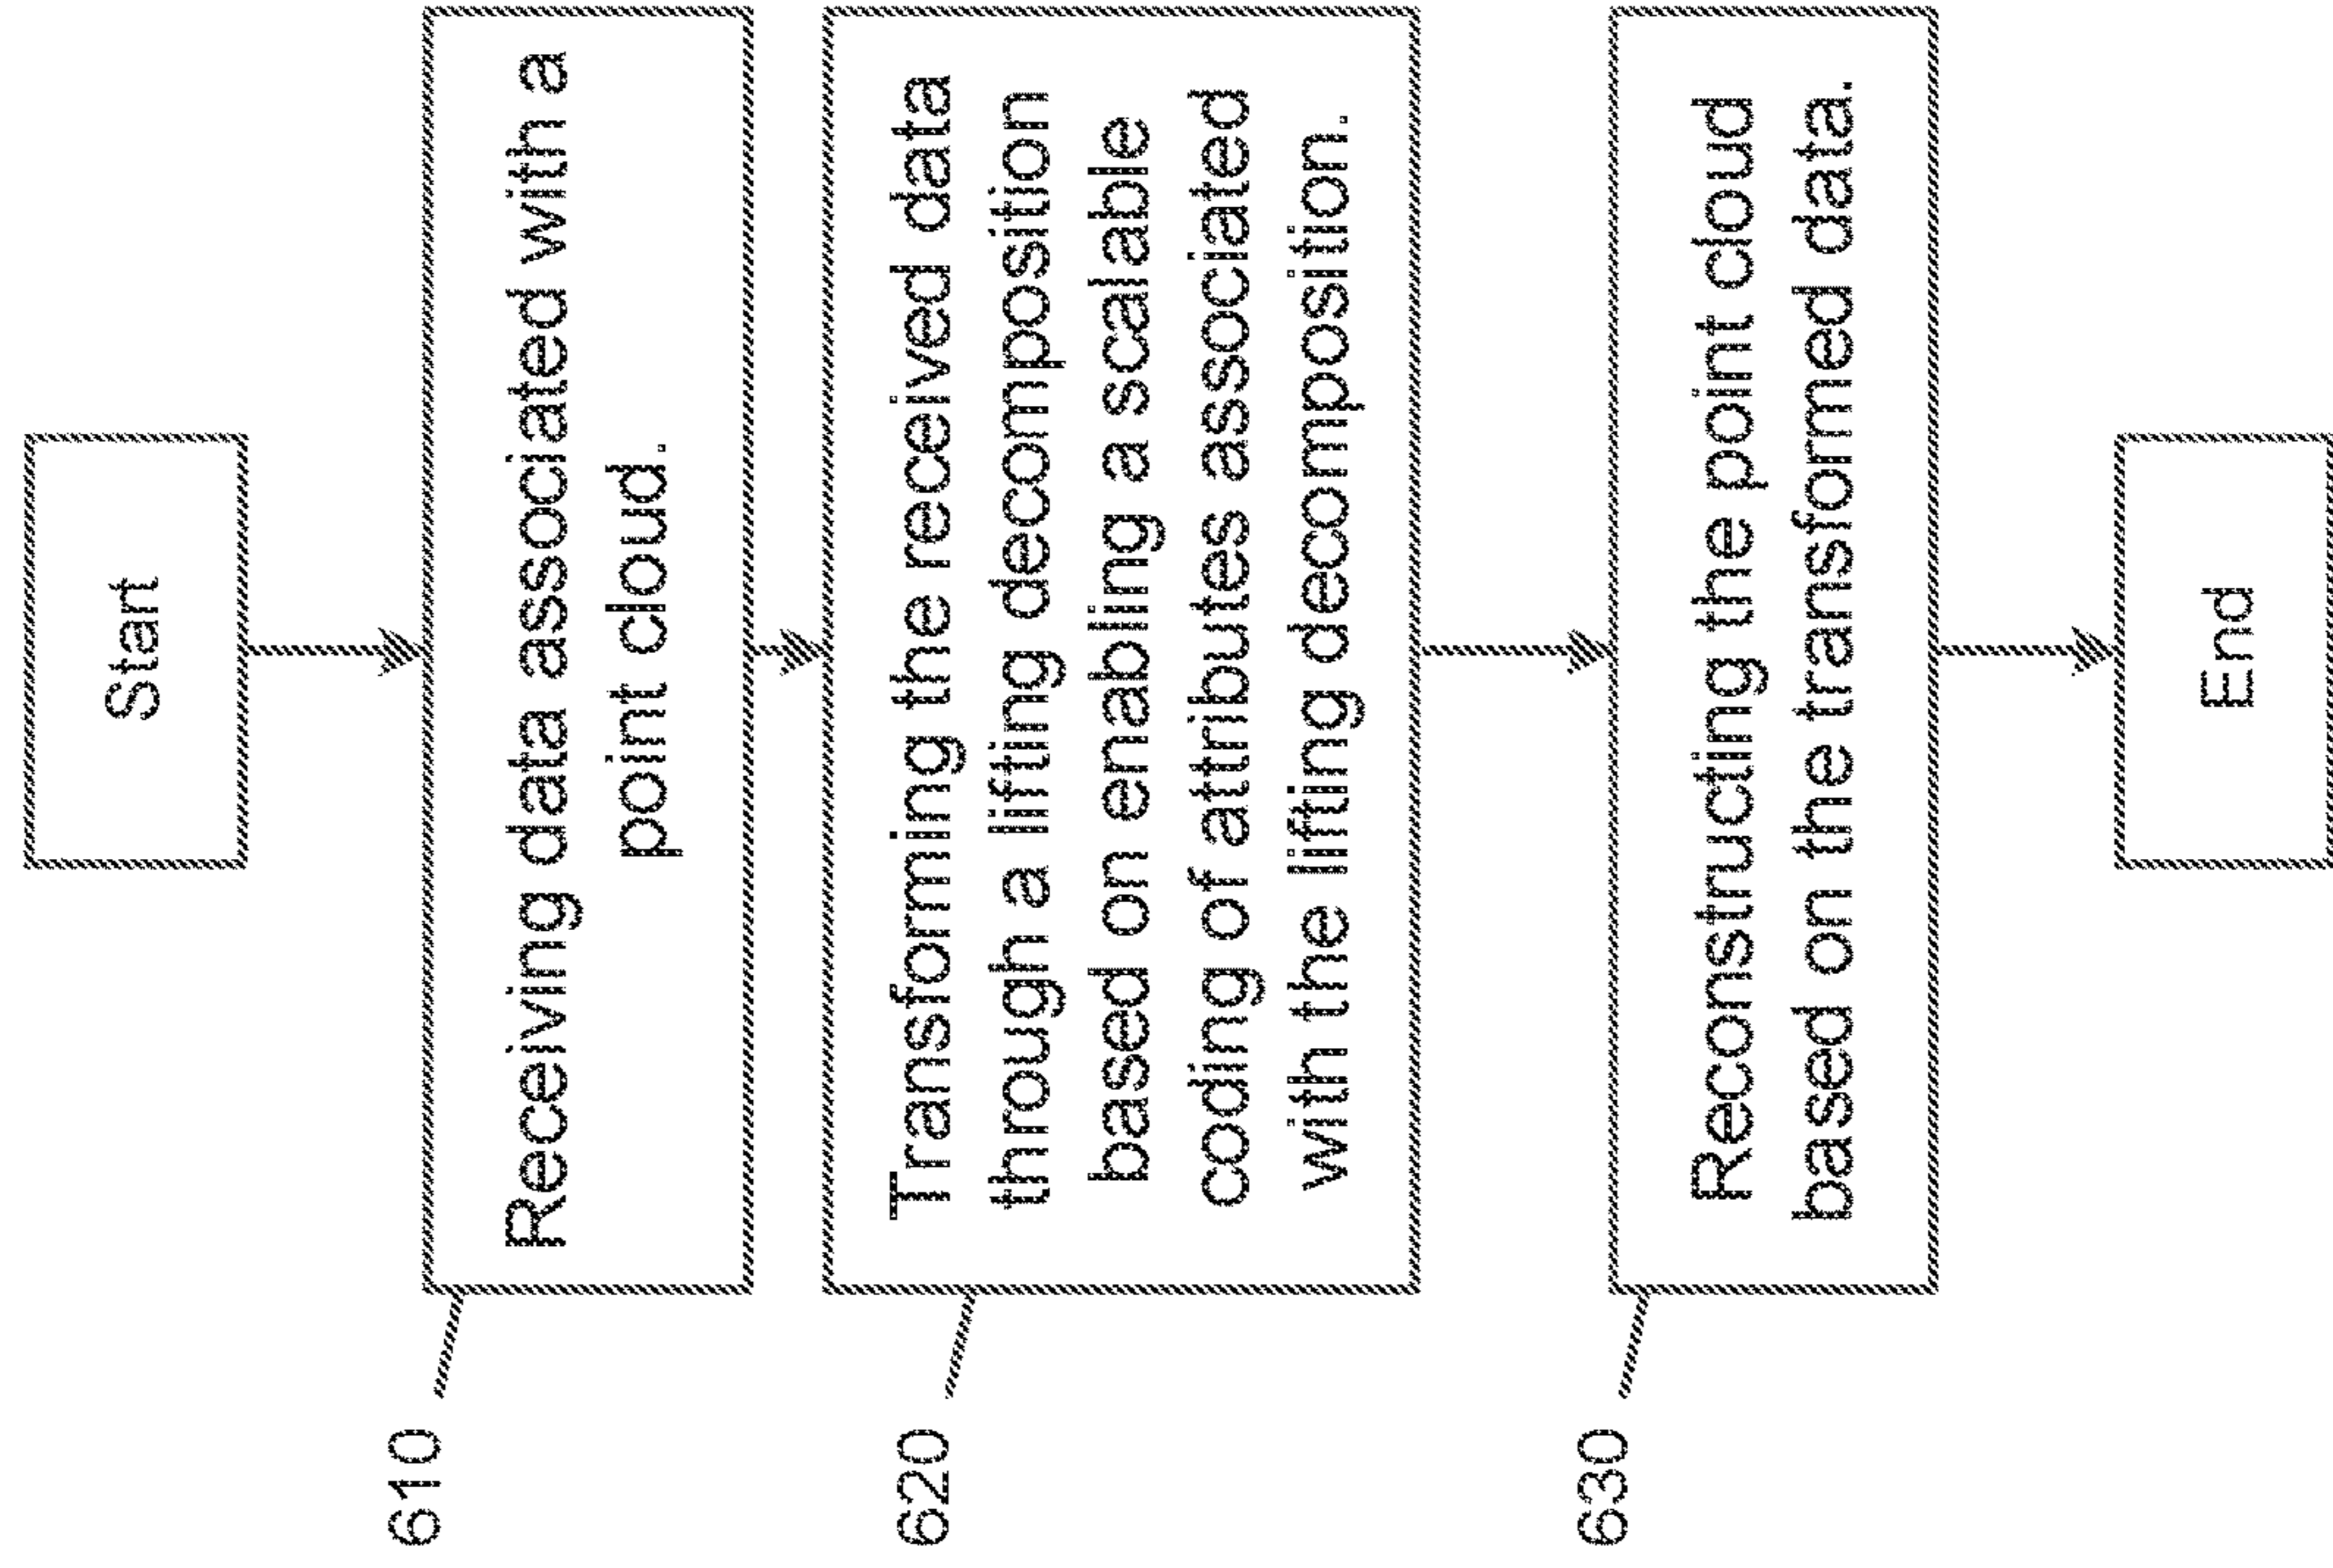 Start
610
Receiving data associated with a
point cloud.
620
Transforming the received data
through a lifting decomposition
based on enabling a scalable
coding of attributes associated
with the lifting decomposition.
630
Reconstructing the point cloud
based on the transformed data.
End